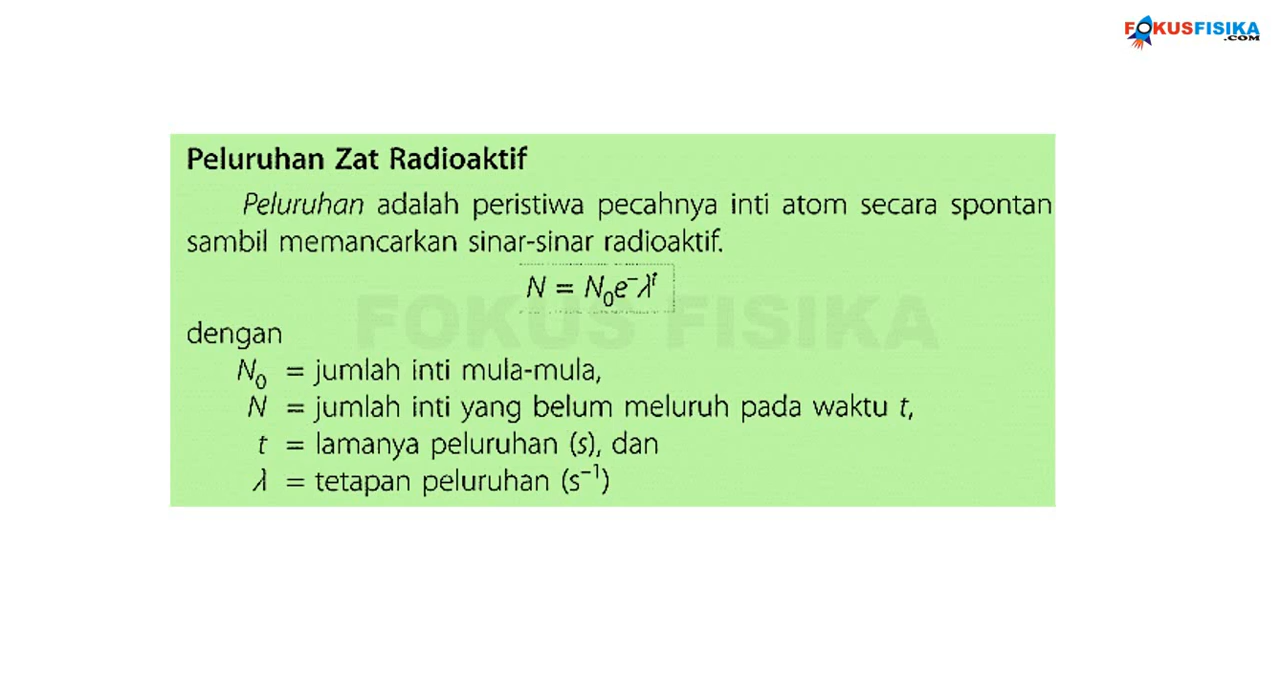 FOKUSFISIKA
.COM
Peluruhan Zat Radioaktif
Peluruhan adalah peristiwa pecahnya inti atom secara spontan
sambil memancarkan sinar-sinar radioaktif.
N = N₀e⁻λᵗ
FOKUS FISIKA
dengan
N₀ = jumlah inti mula-mula,
N = jumlah inti yang belum meluruh pada waktu t,
t = lamanya peluruhan (s), dan
λ = tetapan peluruhan (s⁻¹)